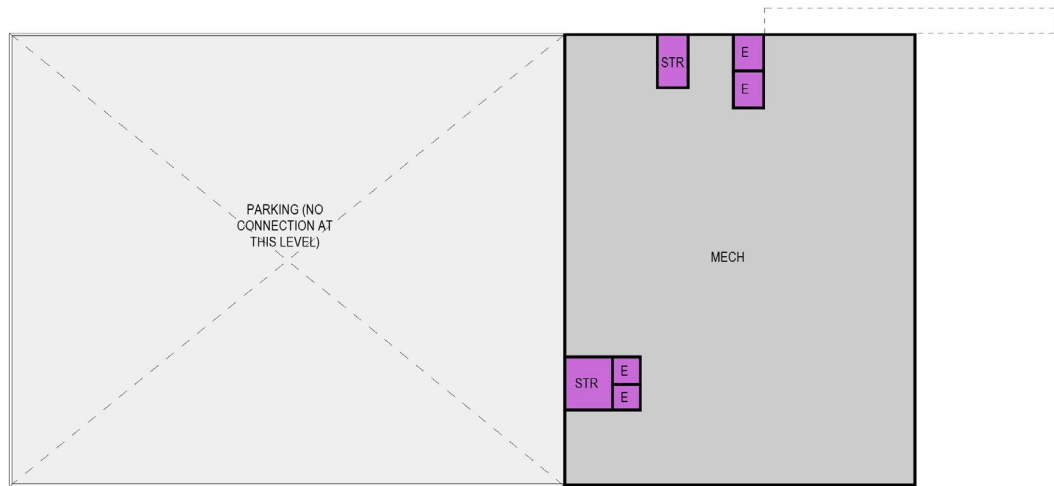 STR
E
E
PARKING (NO
CONNECTION AT
THIS LEVEL)
MECH
STR
E
E